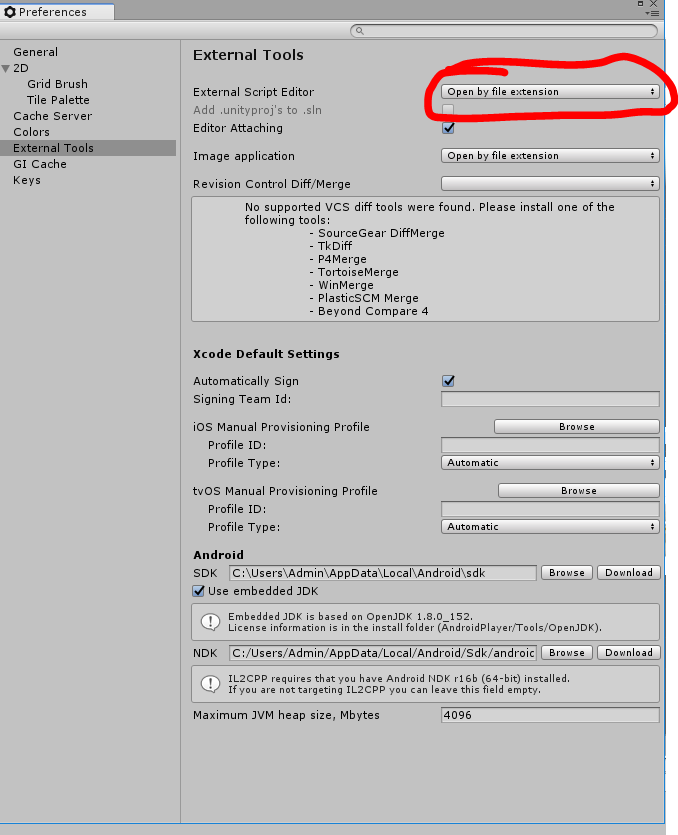 Preferences
General
2D
Grid Brush
Tile Palette
Cache Server
Colors
External Tools
GI Cache
Keys
External Tools
External Script Editor Open by file extension
Add .unityproj's to .sln
Editor Attaching
Image application Open by file extension
Revision Control Diff/Merge
No supported VCS diff tools were found. Please install one of the
following tools:
- SourceGear DiffMerge
- TkDiff
- P4Merge
- TortoiseMerge
- WinMerge
- PlasticSCM Merge
- Beyond Compare 4
Xcode Default Settings
Automatically Sign
Signing Team Id:
iOS Manual Provisioning Profile Browse
Profile ID:
Profile Type: Automatic
tvOS Manual Provisioning Profile Browse
Profile ID:
Profile Type: Automatic
Android
SDK C:\Users\Admin\AppData\Local\Android\sdk Browse Download
Use embedded JDK
Embedded JDK is based on OpenJDK 1.8.0_152.
License information is in the install folder (AndroidPlayer/Tools/OpenJDK).
NDK C:/Users/Admin/AppData/Local/Android/Sdk/android Browse Download
IL2CPP requires that you have Android NDK r16b (64-bit) installed.
If you are not targeting IL2CPP you can leave this field empty.
Maximum JVM heap size, Mbytes 4096